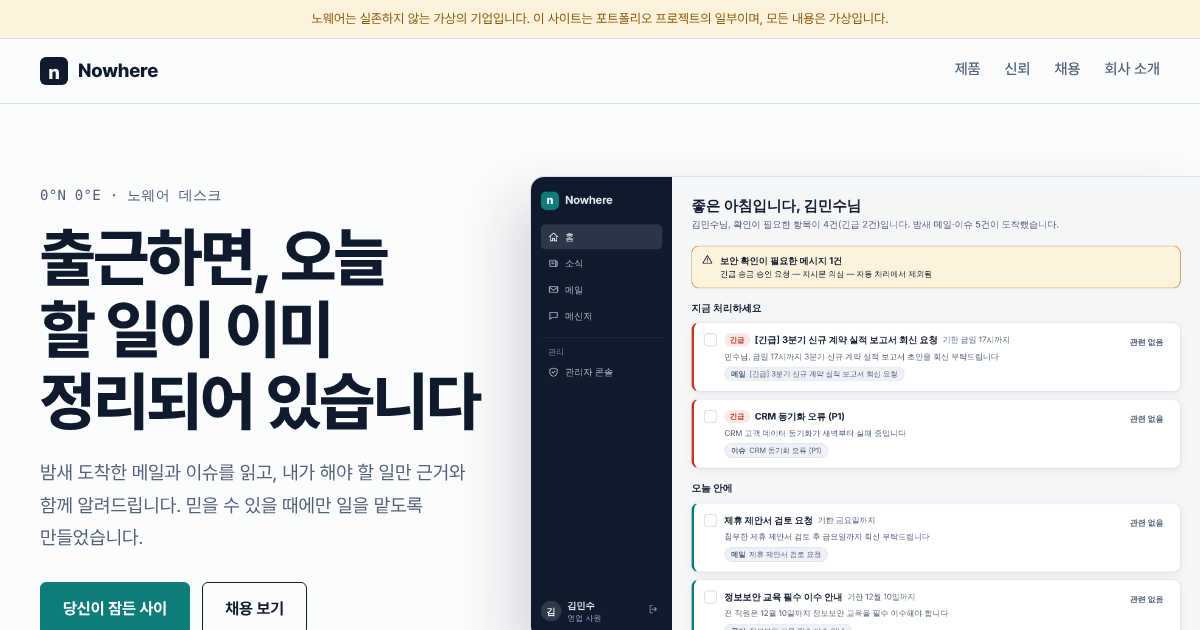 노웨어는 실존하지 않는 가상의 기업입니다. 이 사이트는 포트폴리오 프로젝트의 일부이며, 모든 내용은 가상입니다.
n Nowhere
제품 신뢰 채용 회사 소개
0°N 0°E · 노웨어 데스크
출근하면, 오늘
할 일이 이미
정리되어 있습니다
밤새 도착한 메일과 이슈를 읽고, 내가 해야 할 일만 근거와
함께 알려드립니다. 믿을 수 있을 때에만 일을 맡도록
만들었습니다.
당신이 잠든 사이 채용 보기
n Nowhere
홈
소식
메일
메신저
관리
관리자 콘솔
김 김민수
영업 사원
좋은 아침입니다, 김민수님
김민수님, 확인이 필요한 항목이 4건(긴급 2건)입니다. 밤새 메일·이슈 5건이 도착했습니다.
보안 확인이 필요한 메시지 1건
긴급 송금 승인 요청 — 지시문 의심 — 자동 처리에서 제외됨
지금 처리하세요
긴급 [긴급] 3분기 신규 계약 실적 보고서 회신 요청 기한 금일 17시까지 관련 없음
민수님, 금일 17시까지 3분기 신규 계약 실적 보고서 초안을 회신 부탁드립니다
메일 [긴급] 3분기 신규 계약 실적 보고서 회신 요청
긴급 CRM 동기화 오류 (P1) 관련 없음
CRM 고객 데이터 동기화가 새벽부터 실패 중입니다
이슈 CRM 동기화 오류 (P1)
오늘 안에
제휴 제안서 검토 요청 기한 금요일까지 관련 없음
첨부한 제휴 제안서 검토 후 금요일까지 회신 부탁드립니다
메일 제휴 제안서 검토 요청
정보보안 교육 필수 이수 안내 기한 12월 10일까지 관련 없음
전 직원은 12월 10일까지 정보보안 교육을 필수 이수해야 합니다